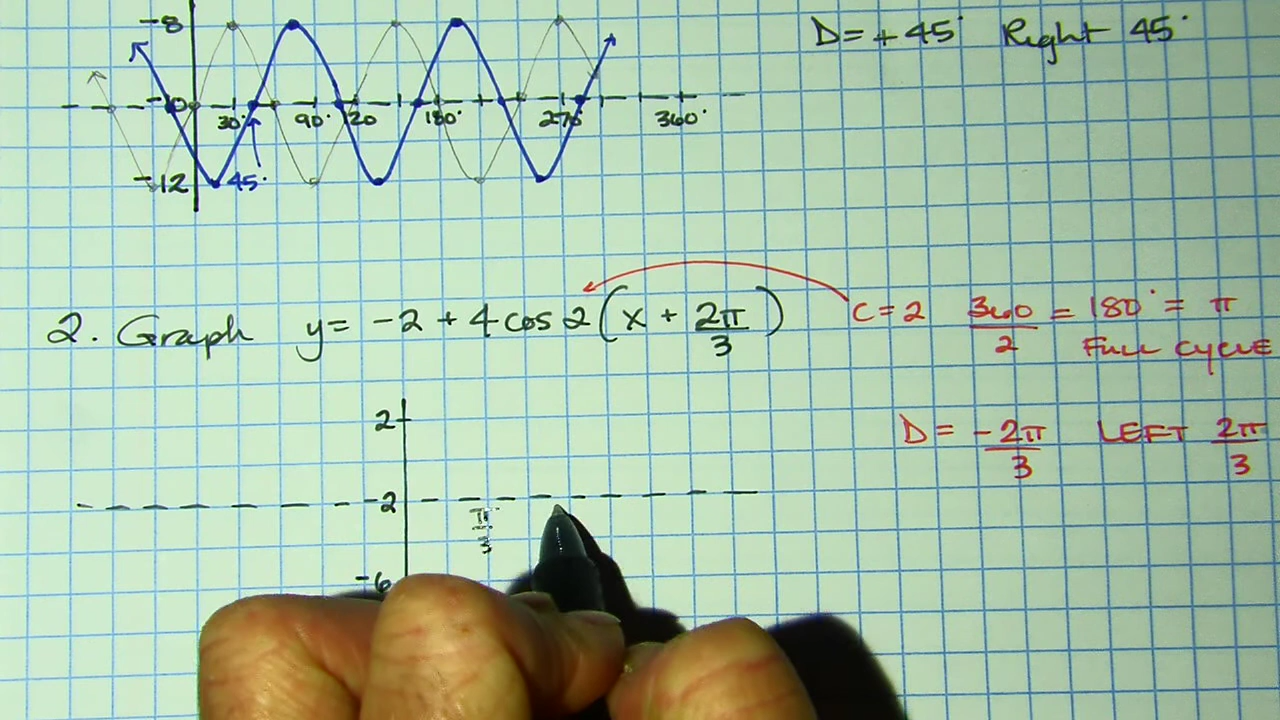 -8
D = + 45° Right 45°
0 30° 90° 120 180° 270 360°
-12 45°
2. Graph y = -2 + 4 cos 2(x + 2π/3) C = 2 360/2 = 180° = π
FULL CYCLE
2
D = -2π/3 LEFT 2π/3
-2
π/3
-6